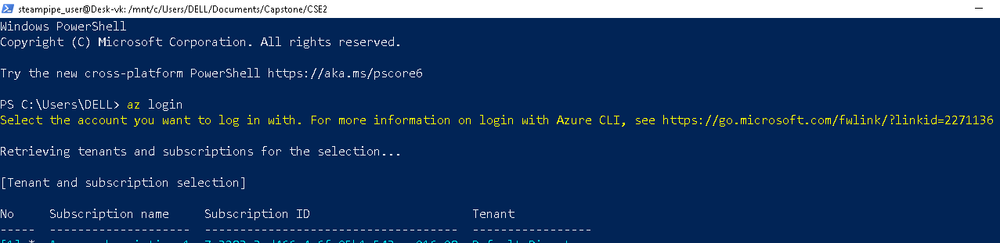 steampipe_user@Desk-vk: /mnt/c/Users/DELL/Documents/Capstone/CSE2
Windows PowerShell
Copyright (C) Microsoft Corporation. All rights reserved.
Try the new cross-platform PowerShell https://aka.ms/pscore6
PS C:\Users\DELL> az login
Select the account you want to log in with. For more information on login with Azure CLI, see https://go.microsoft.com/fwlink/?linkid=2271136
Retrieving tenants and subscriptions for the selection...
[Tenant and subscription selection]
No Subscription name Subscription ID Tenant
----- ------------------- ------------------------------------ -----------------
[1] *